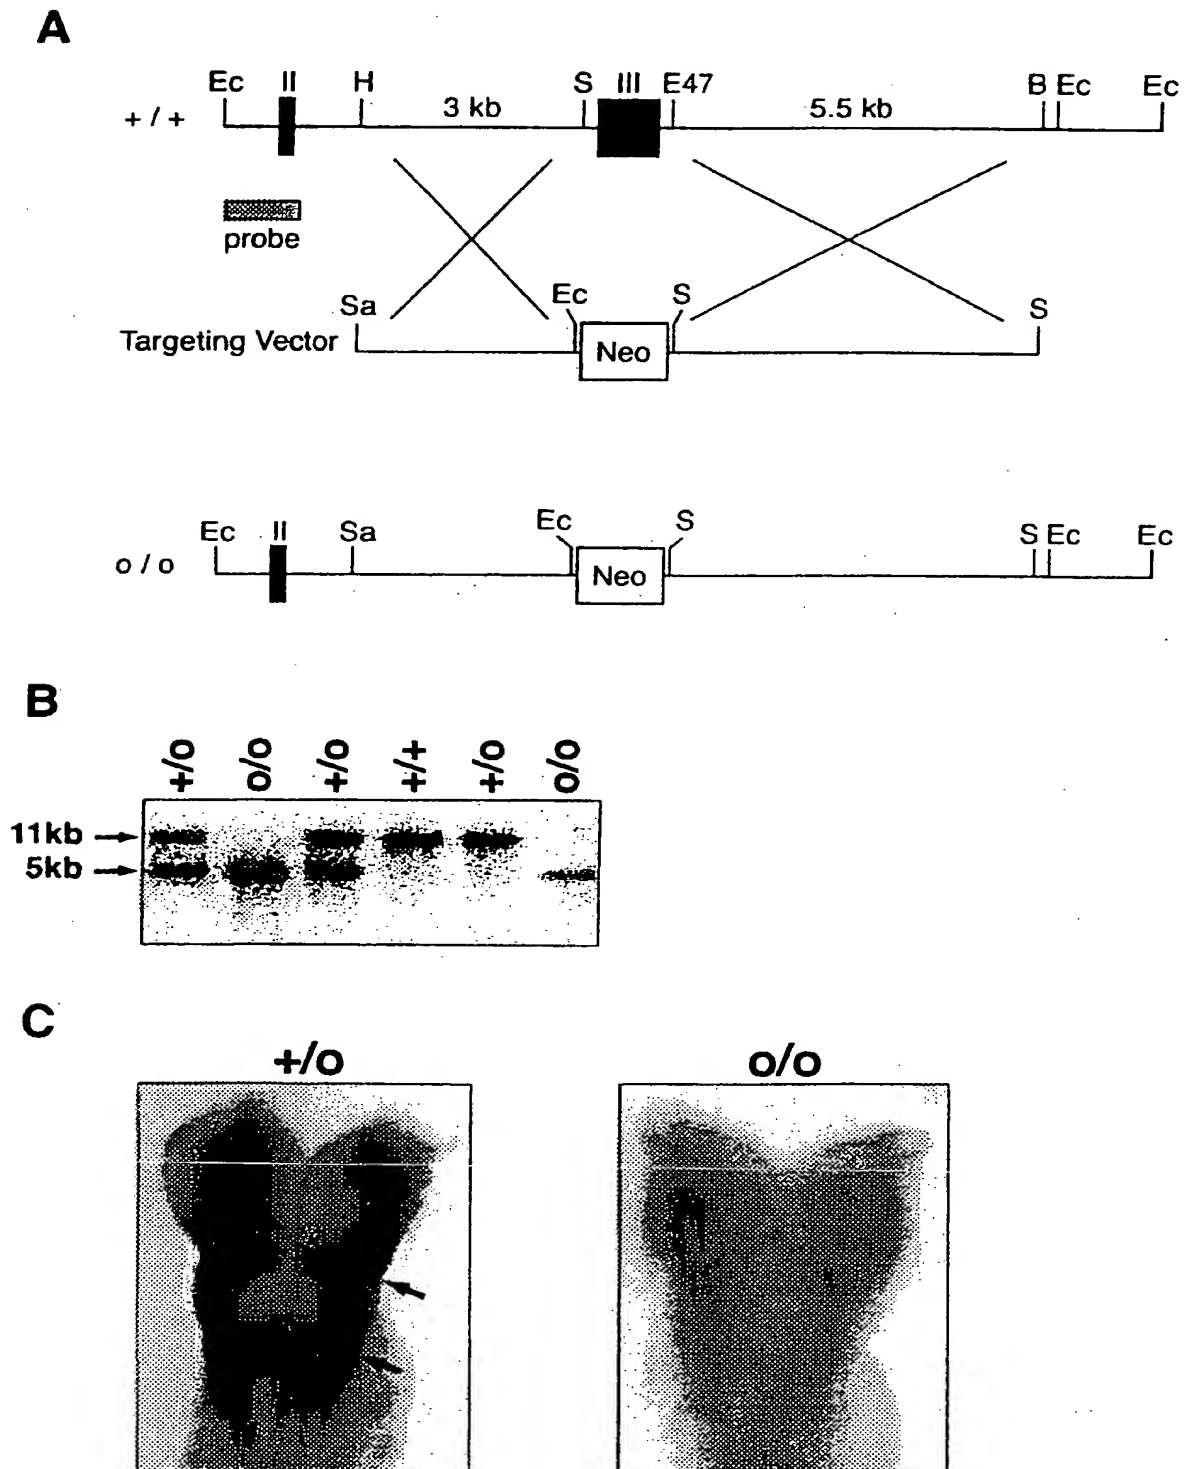 A
Ec II H S III E47 B Ec Ec
+ / + 3 kb 5.5 kb
probe
Sa Ec S S
Targeting Vector Neo
Ec II Sa Ec S S Ec Ec
o / o Neo
B
+/o o/o +/o +/+ +/o o/o
11kb
5kb
C
+/o o/o